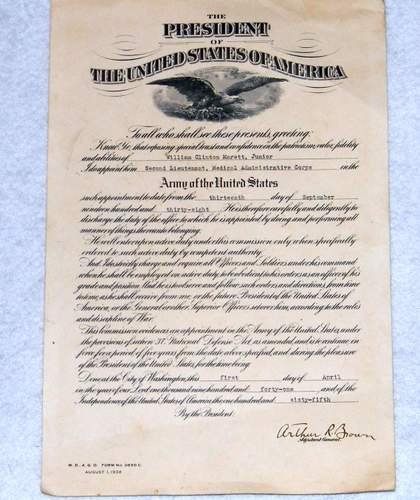 THE
PRESIDENT
OF
THE UNITED STATES OF AMERICA
To all who shall see these presents, greeting:
Know Ye, that reposing special trust and confidence in the patriotism, valor, fidelity
and abilities of William Clinton Marett, Junior
I do appoint him Second Lieutenant, Medical Administrative Corps in the
Army of the United States
such appointment to date from the thirteenth day of September
nineteen hundred and thirty-eight He is therefore carefully and diligently to
discharge the duty of the office to which he is appointed by doing and performing all
manner of things thereunto belonging.
He will enter upon active duty under this commission only when specifically
ordered to such active duty by competent authority.
And I do strictly charge and require all Officers and Soldiers under his command
when he shall be employed on active duty to be obedient to his orders as an officer of his
grade and position. And he is to observe and follow such orders and directions, from time
to time, as he shall receive from me, or the future President of the United States of
America, or the General or other Superior Officers set over him, according to the rules
and discipline of War.
This Commission evidences an appointment in the Army of the United States, under
the provisions of section 37, National Defense Act, as amended, and is to continue in
force for a period of five years from the date above specified, and during the pleasure
of the President of the United States, for the time being.
Done at the City of Washington, this first day of April
in the year of our Lord one thousand nine hundred and forty-one and of the
Independence of the United States of America the one hundred and sixty-fifth
By the President:
Arthur R. Brown
Adjutant General.
W. D., A. G. O. FORM No. 0650 C.
AUGUST 1, 1938